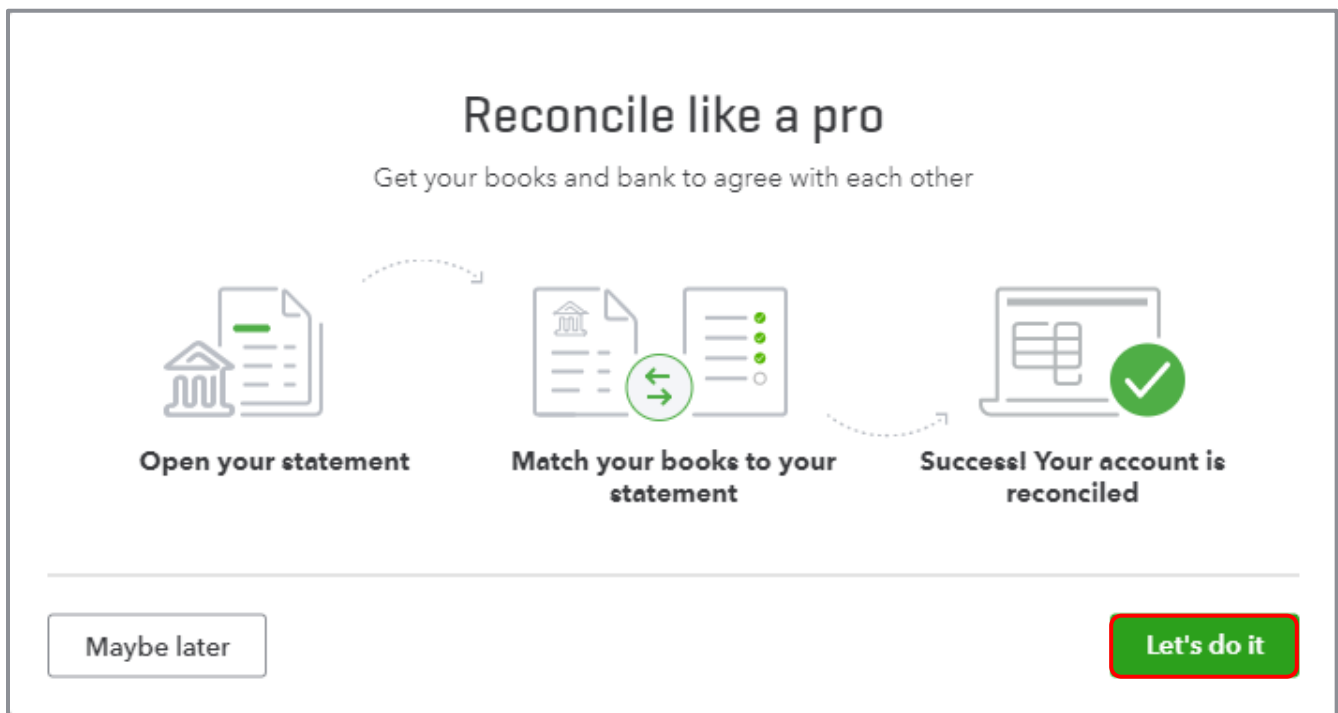 Reconcile like a pro
Get your books and bank to agree with each other
Open your statement
Match your books to your
statement
Success! Your account is
reconciled
Maybe later
Let's do it